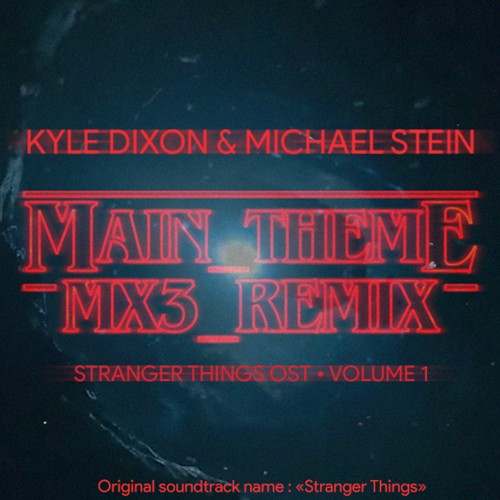 KYLE DIXON & MICHAEL STEIN
MAIN_THEME
MX3_REMIX
STRANGER THINGS OST • VOLUME 1
Original soundtrack name : «Stranger Things»